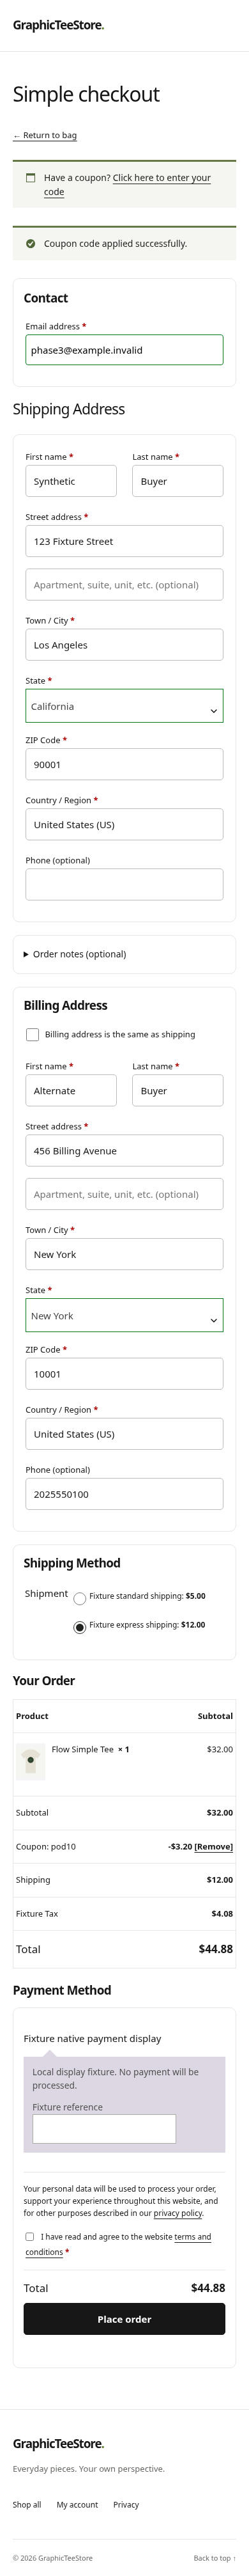 GraphicTeeStore.
Simple checkout
← Return to bag
Have a coupon? Click here to enter your
code
Coupon code applied successfully.
Contact
Email address *
phase3@example.invalid
Shipping Address
First name * Last name *
Synthetic Buyer
Street address *
123 Fixture Street
Apartment, suite, unit, etc. (optional)
Town / City *
Los Angeles
State *
California
ZIP Code *
90001
Country / Region *
United States (US)
Phone (optional)
Order notes (optional)
Billing Address
Billing address is the same as shipping
First name * Last name *
Alternate Buyer
Street address *
456 Billing Avenue
Apartment, suite, unit, etc. (optional)
Town / City *
New York
State *
New York
ZIP Code *
10001
Country / Region *
United States (US)
Phone (optional)
2025550100
Shipping Method
Shipment Fixture standard shipping: $5.00
Fixture express shipping: $12.00
Your Order
Product Subtotal
Flow Simple Tee × 1 $32.00
Subtotal $32.00
Coupon: pod10 -$3.20 [Remove]
Shipping $12.00
Fixture Tax $4.08
Total $44.88
Payment Method
Fixture native payment display
Local display fixture. No payment will be
processed.
Fixture reference
Your personal data will be used to process your order,
support your experience throughout this website, and
for other purposes described in our privacy policy.
I have read and agree to the website terms and
conditions *
Total $44.88
Place order
GraphicTeeStore.
Everyday pieces. Your own perspective.
Shop all My account Privacy
© 2026 GraphicTeeStore Back to top ↑